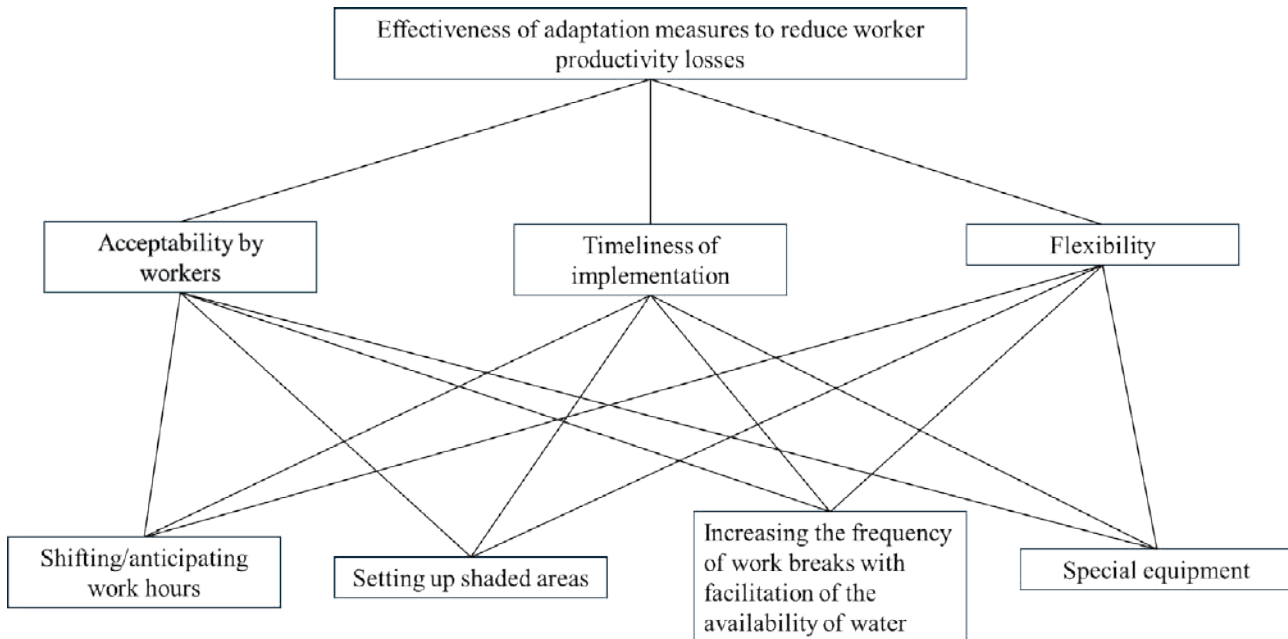 Effectiveness of adaptation measures to reduce worker
productivity losses
Acceptability by
workers
Timeliness of
implementation
Flexibility
Shifting/anticipating
work hours
Setting up shaded areas
Increasing the frequency
of work breaks with
facilitation of the
availability of water
Special equipment